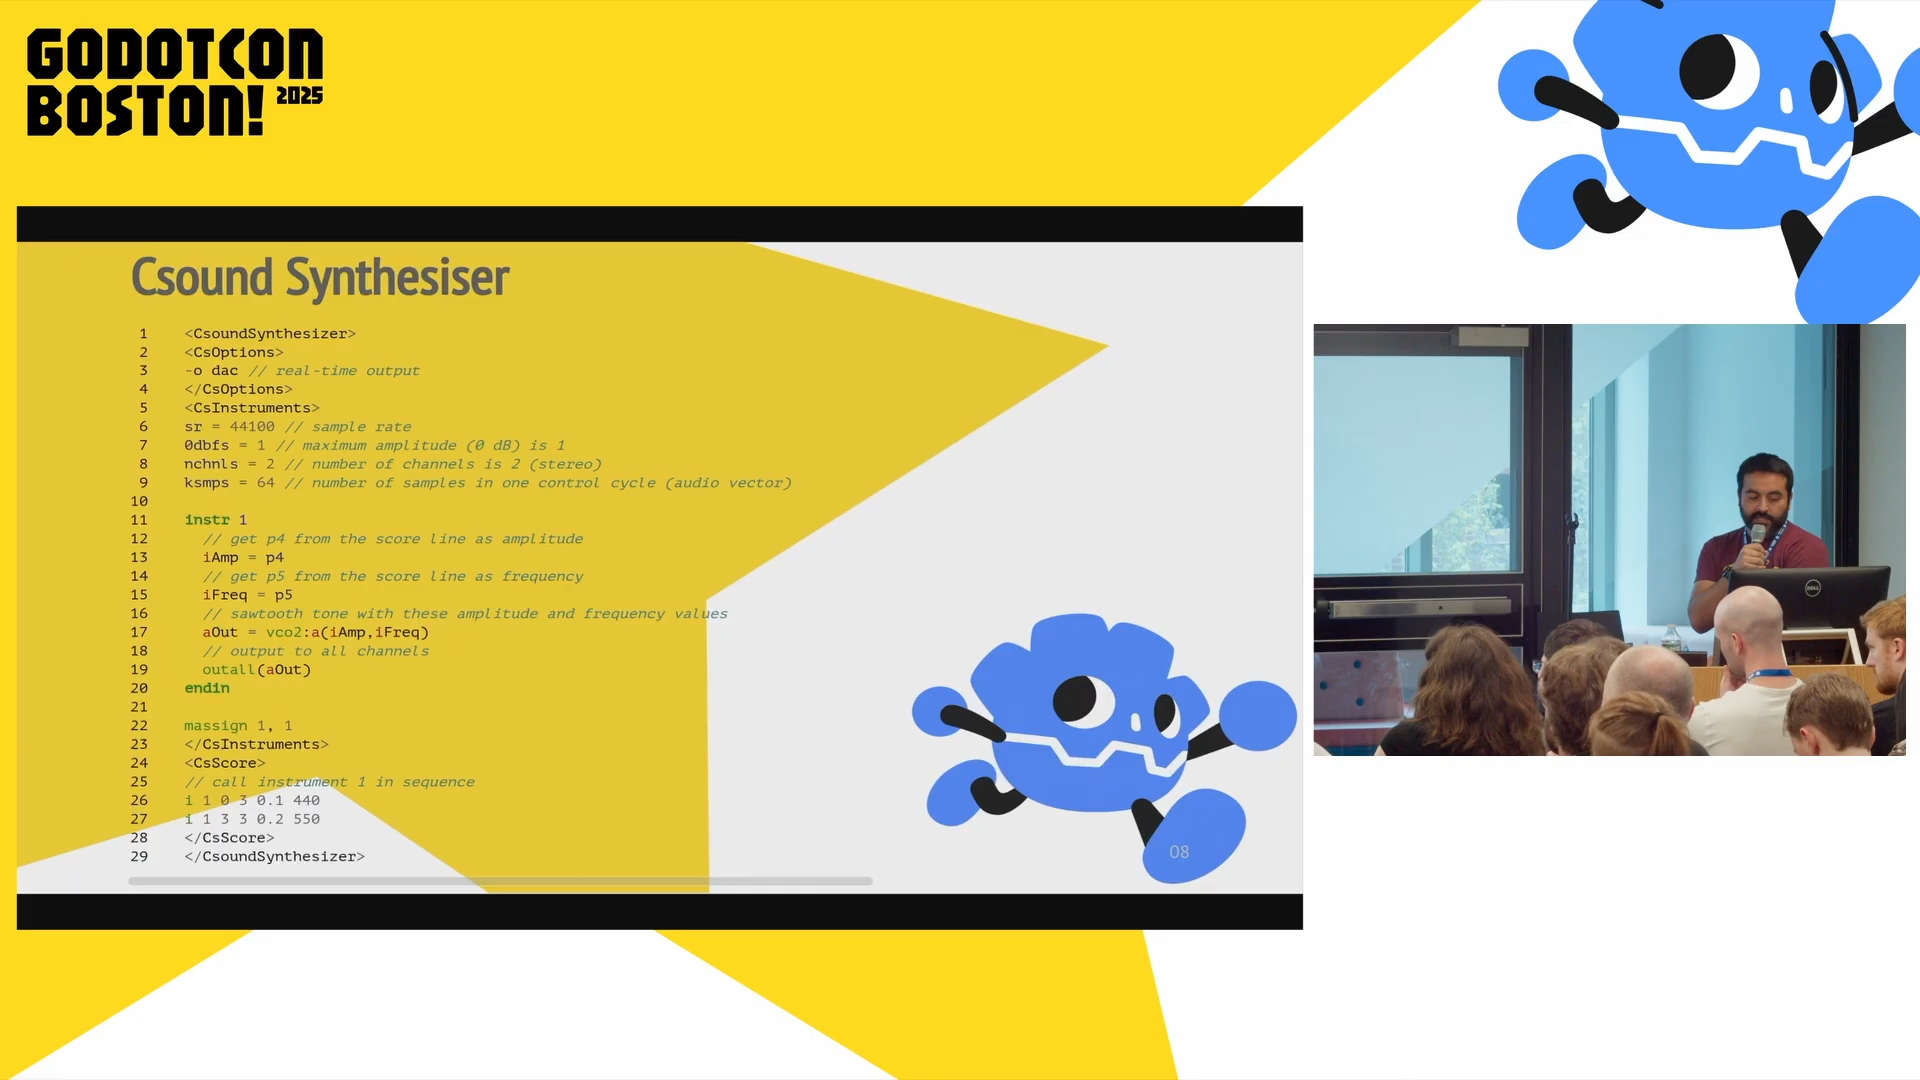 GODOTCON
BOSTON! 2025
Csound Synthesiser
1 <CsoundSynthesizer>
2 <CsOptions>
3 -o dac // real-time output
4 </CsOptions>
5 <CsInstruments>
6 sr = 44100 // sample rate
7 0dbfs = 1 // maximum amplitude (0 dB) is 1
8 nchnls = 2 // number of channels is 2 (stereo)
9 ksmps = 64 // number of samples in one control cycle (audio vector)
10
11 instr 1
12 // get p4 from the score line as amplitude
13 iAmp = p4
14 // get p5 from the score line as frequency
15 iFreq = p5
16 // sawtooth tone with these amplitude and frequency values
17 aOut = vco2:a(iAmp,iFreq)
18 // output to all channels
19 outall(aOut)
20 endin
21
22 massign 1, 1
23 </CsInstruments>
24 <CsScore>
25 // call instrument 1 in sequence
26 i 1 0 3 0.1 440
27 i 1 3 3 0.2 550
28 </CsScore>
29 </CsoundSynthesizer>
08
DELL